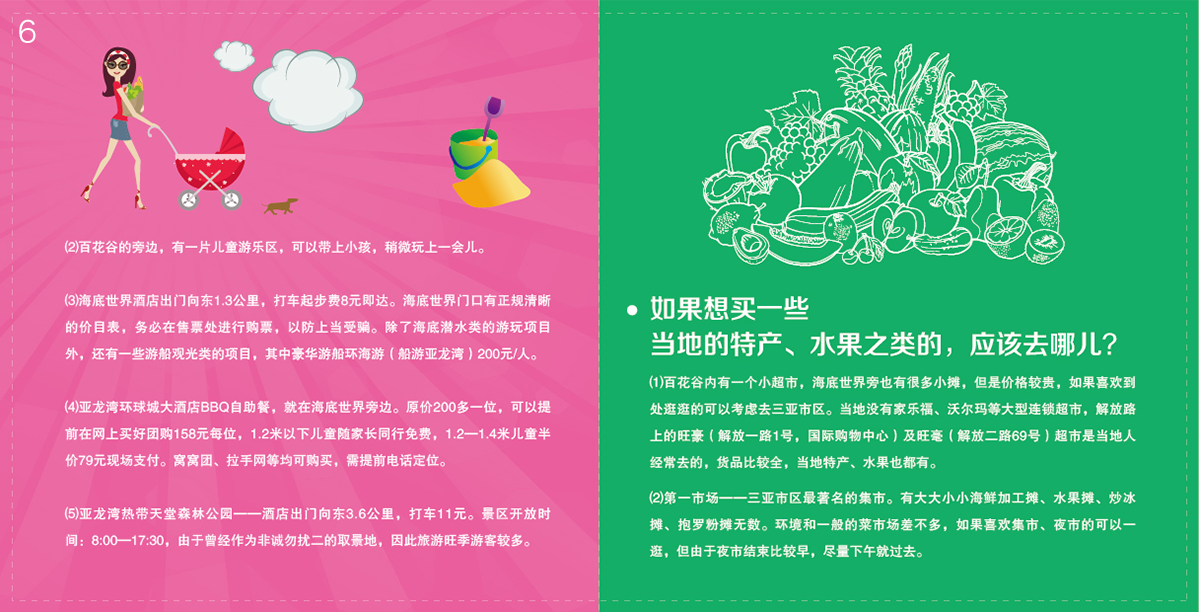 6
⑵百花谷的旁边，有一片儿童游乐区，可以带上小孩，稍微玩上一会儿。
⑶海底世界酒店出门向东1.3公里，打车起步费8元即达。海底世界门口有正规清晰
的价目表，务必在售票处进行购票，以防上当受骗。除了海底潜水类的游玩项目
外，还有一些游船观光类的项目，其中豪华游船环海游（船游亚龙湾）200元/人。
⑷亚龙湾环球城大酒店BBQ自助餐，就在海底世界旁边。原价200多一位，可以提
前在网上买好团购158元每位，1.2米以下儿童随家长同行免费，1.2—1.4米儿童半
价79元现场支付。窝窝团、拉手网等均可购买，需提前电话定位。
⑸亚龙湾热带天堂森林公园——酒店出门向东3.6公里，打车11元。景区开放时
间：8:00—17:30，由于曾经作为非诚勿扰二的取景地，因此旅游旺季游客较多。
• 如果想买一些
当地的特产、水果之类的，应该去哪儿？
⑴百花谷内有一个小超市，海底世界旁也有很多小摊，但是价格较贵，如果喜欢到
处逛逛的可以考虑去三亚市区。当地没有家乐福、沃尔玛等大型连锁超市，解放路
上的旺豪（解放一路1号，国际购物中心）及旺毫（解放二路69号）超市是当地人
经常去的，货品比较全，当地特产、水果也都有。
⑵第一市场——三亚市区最著名的集市。有大大小小海鲜加工摊、水果摊、炒冰
摊、抱罗粉摊无数。环境和一般的菜市场差不多，如果喜欢集市、夜市的可以一
逛，但由于夜市结束比较早，尽量下午就过去。